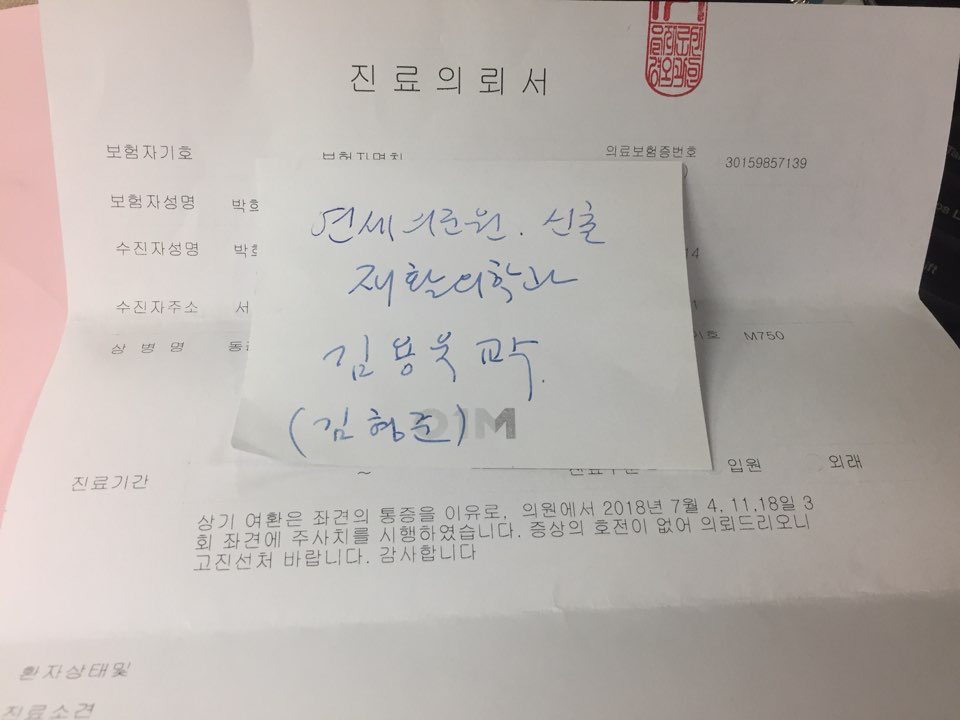 진료의뢰서
보험자기호
의료보험증번호 30159857139
보험자성명 박희
수진자성명 박희
수진자주소 서
상병명 M750
연세의료원. 신촌
재활의학과
김용욱 교수.
(김형준)
진료기간 ~ 입원 외래
상기 여환은 좌견의 통증을 이유로, 의원에서 2018년 7월 4, 11.18일 3
회 좌견에 주사치를 시행하였습니다. 증상의 호전이 없어 의뢰드리오니
고진선처 바랍니다. 감사합니다
환자상태및
진료소견